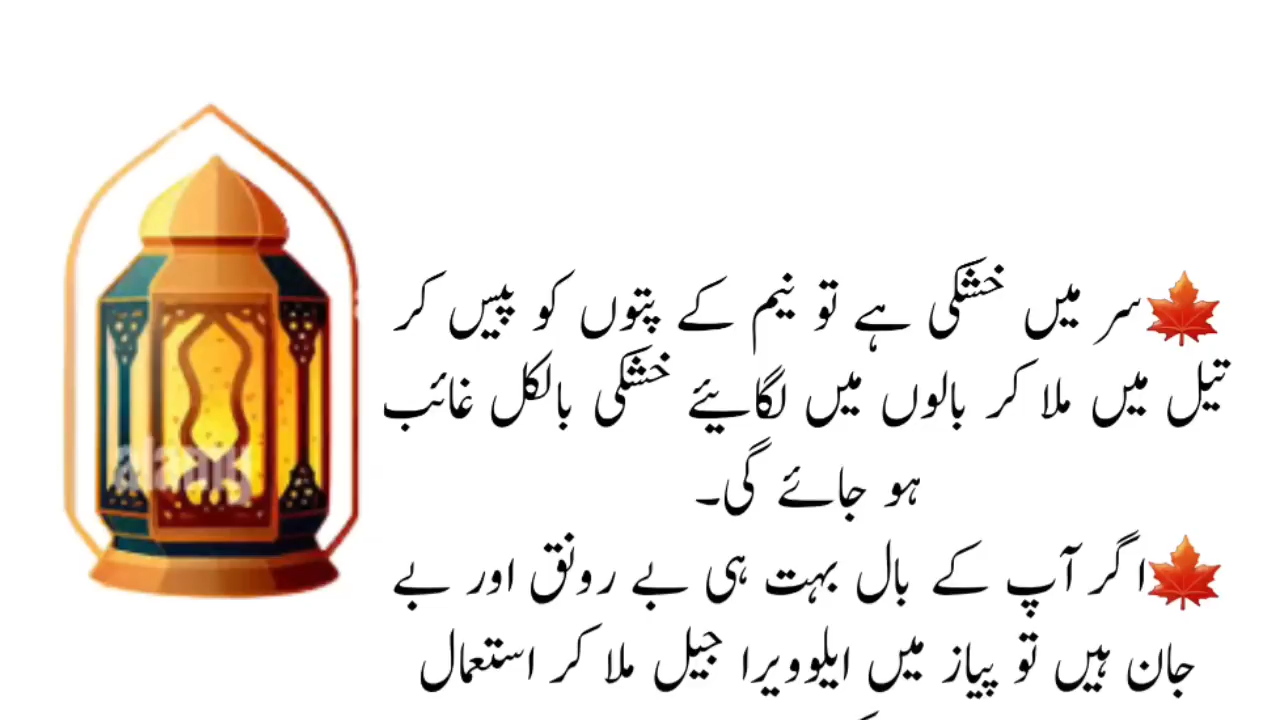 🍁سر میں خشکی ہے تو نیم کے پتوں کو پیس کر
تیل میں ملا کر بالوں میں لگایئے خشکی بالکل غائب
ہو جائے گی۔
🍁اگر آپ کے بال بہت ہی بے رونق اور بے
جان ہیں تو پیاز میں ایلوویرا جیل ملا کر استعمال
alamy